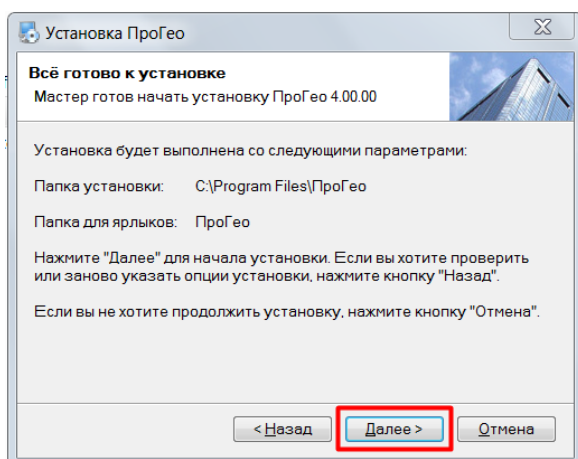 Установка ПроГео
Всё готово к установке
Мастер готов начать установку ПроГео 4.00.00
Установка будет выполнена со следующими параметрами:
Папка установки: C:\Program Files\ПроГео
Папка для ярлыков: ПроГео
Нажмите "Далее" для начала установки. Если вы хотите проверить
или заново указать опции установки, нажмите кнопку "Назад".
Если вы не хотите продолжить установку, нажмите кнопку "Отмена".
< Назад Далее > Отмена